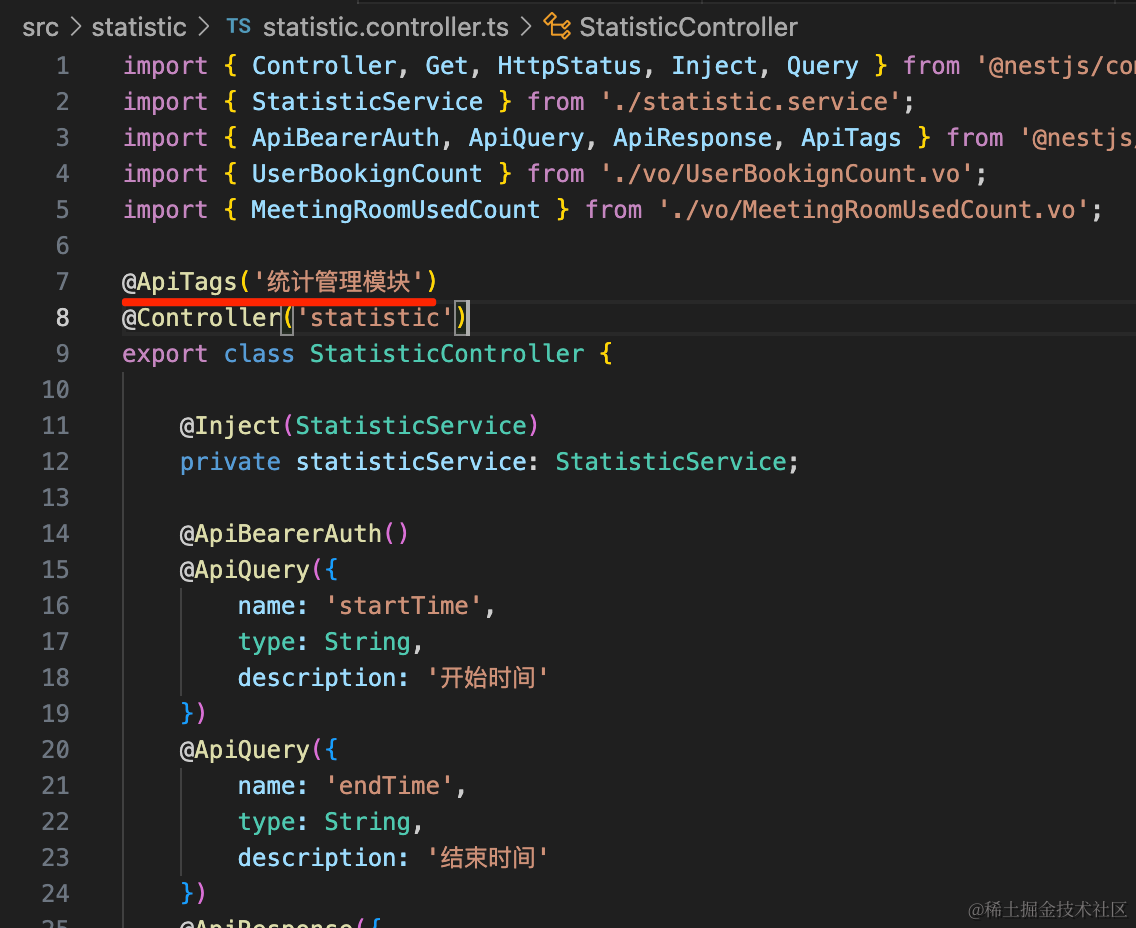 src > statistic > TS statistic.controller.ts > StatisticController
1 import { Controller, Get, HttpStatus, Inject, Query } from '@nestjs/co
2 import { StatisticService } from './statistic.service';
3 import { ApiBearerAuth, ApiQuery, ApiResponse, ApiTags } from '@nestjs
4 import { UserBookignCount } from './vo/UserBookignCount.vo';
5 import { MeetingRoomUsedCount } from './vo/MeetingRoomUsedCount.vo';
6
7 @ApiTags('统计管理模块')
8 @Controller('statistic')
9 export class StatisticController {
10
11 @Inject(StatisticService)
12 private statisticService: StatisticService;
13
14 @ApiBearerAuth()
15 @ApiQuery({
16 name: 'startTime',
17 type: String,
18 description: '开始时间'
19 })
20 @ApiQuery({
21 name: 'endTime',
22 type: String,
23 description: '结束时间'
24 })
25 @ApiResponse({
@稀土掘金技术社区